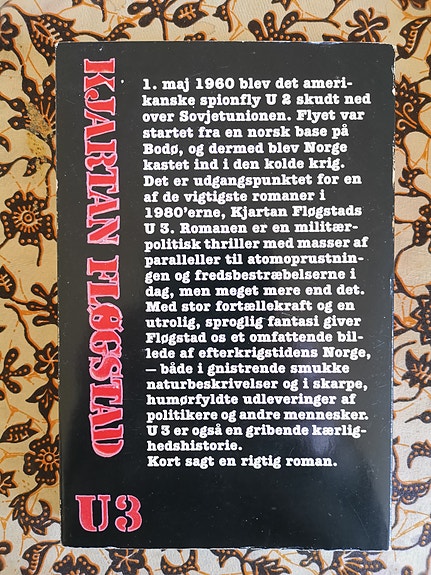 KJARTAN FLØGSTAD
1. maj 1960 blev det ameri-
kanske spionfly U 2 skudt ned
over Sovjetunionen. Flyet var
startet fra en norsk base på
Bodø, og dermed blev Norge
kastet ind i den kolde krig.
Det er udgangspunktet for en
af de vigtigste romaner i
1980'erne, Kjartan Fløgstads
U 3. Romanen er en militær-
politisk thriller med masser af
paralleller til atomoprustnin-
gen og fredsbestræbelserne i
dag, men meget mere end det.
Med stor fortællekraft og en
utrolig, sproglig fantasi giver
Fløgstad os et omfattende bil-
lede af efterkrigstidens Norge,
— både i gnistrende smukke
naturbeskrivelser og i skarpe,
humørfyldte udleveringer af
politikere og andre mennesker.
U 3 er også en gribende kærlig-
hedshistorie.
Kort sagt en rigtig roman.
U3